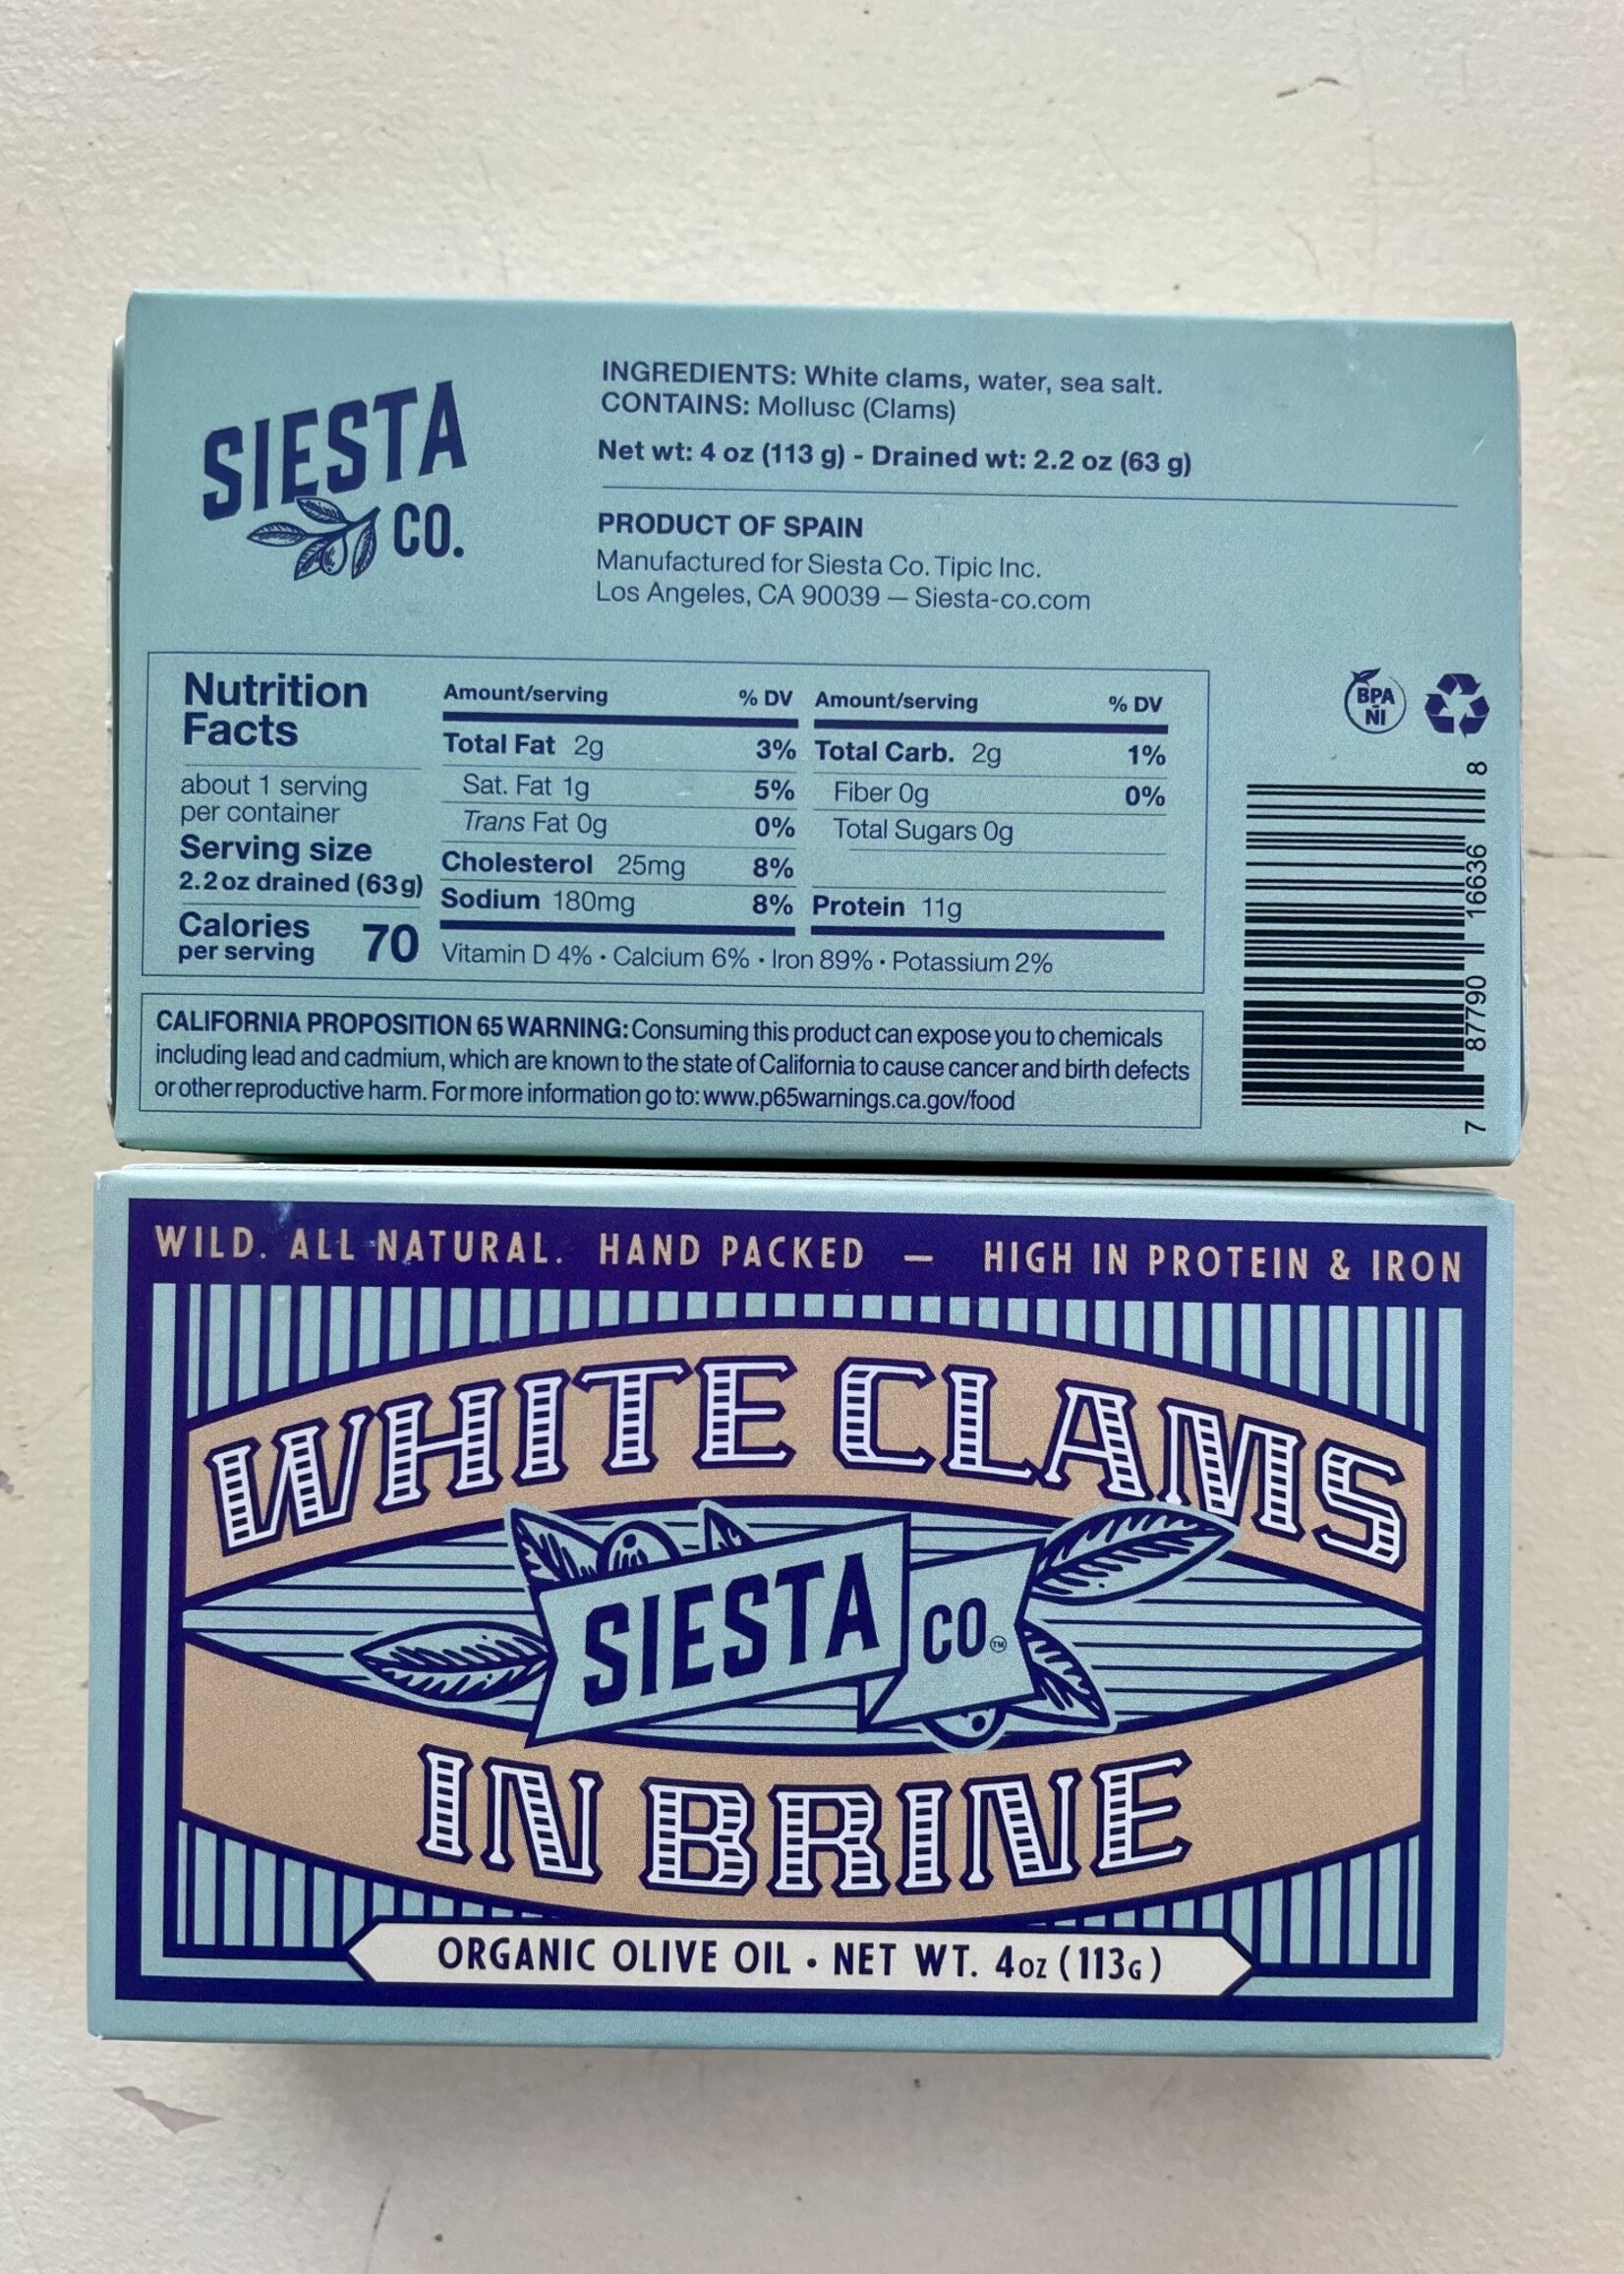 SIESTA
CO.
INGREDIENTS: White clams, water, sea salt.
CONTAINS: Mollusc (Clams)
Net wt: 4 oz (113 g) - Drained wt: 2.2 oz (63 g)
PRODUCT OF SPAIN
Manufactured for Siesta Co. Tipic Inc.
Los Angeles, CA 90039 — Siesta-co.com
Nutrition
Facts
about 1 serving
per container
Serving size
2.2 oz drained (63g)
Calories
per serving 70
Amount/serving % DV
Total Fat 2g 3%
Sat. Fat 1g 5%
Trans Fat 0g 0%
Cholesterol 25mg 8%
Sodium 180mg 8%
Amount/serving % DV
Total Carb. 2g 1%
Fiber 0g 0%
Total Sugars 0g
Protein 11g
Vitamin D 4% • Calcium 6% • Iron 89% • Potassium 2%
BPA
NI
7 87790 16636 8
CALIFORNIA PROPOSITION 65 WARNING: Consuming this product can expose you to chemicals
including lead and cadmium, which are known to the state of California to cause cancer and birth defects
or other reproductive harm. For more information go to: www.p65warnings.ca.gov/food
WILD. ALL NATURAL. HAND PACKED — HIGH IN PROTEIN & IRON
WHITE CLAMS
SIESTA CO.™
IN BRINE
ORGANIC OLIVE OIL • NET WT. 4oz (113G)